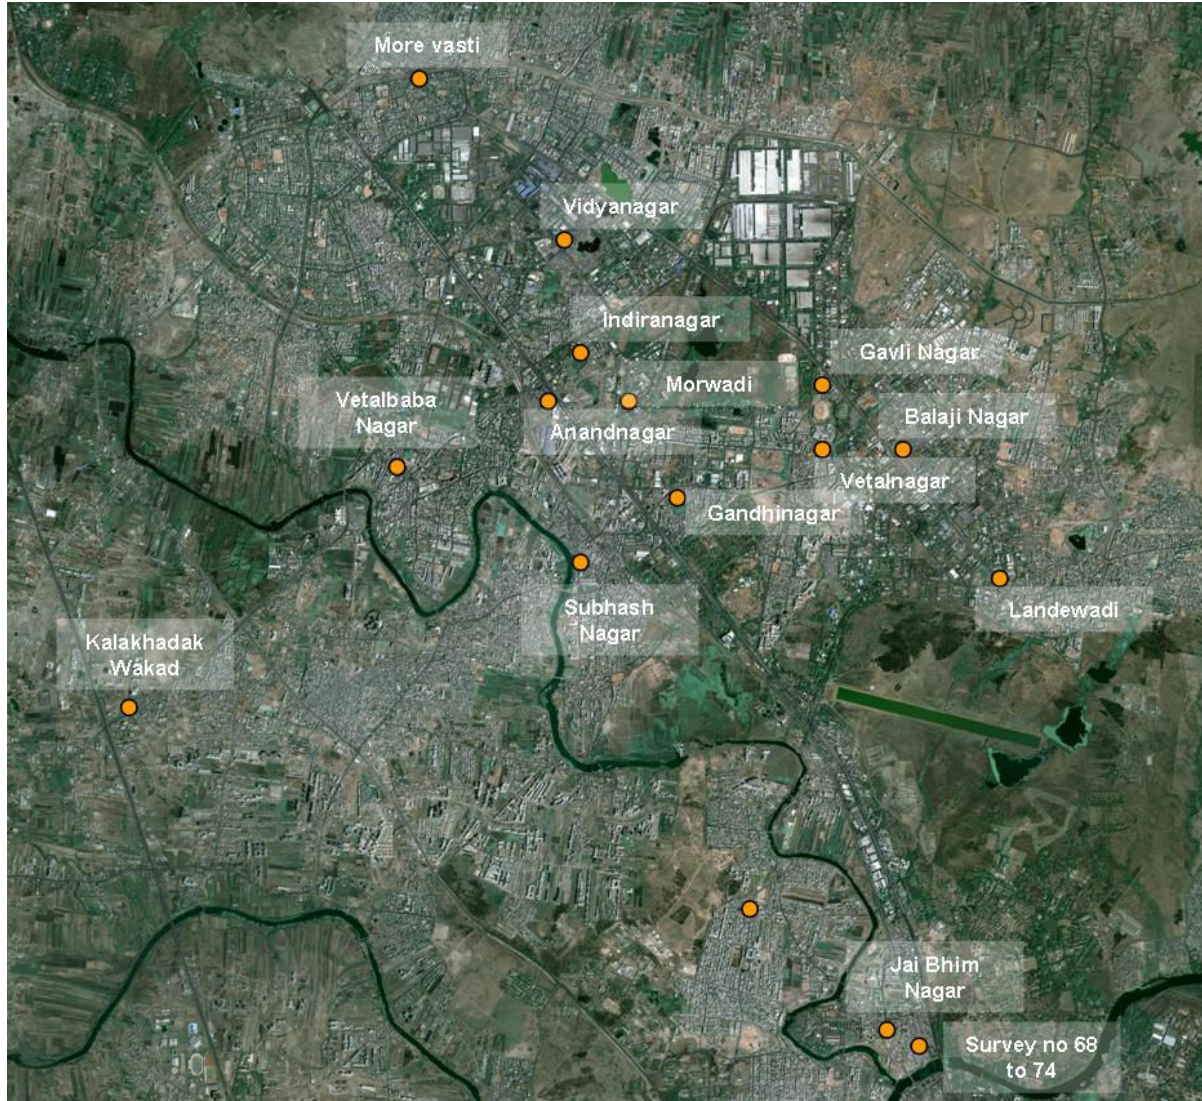 More vasti
Vidyanagar
Indiranagar
Gavli Nagar
Morwadi
Vetalbaba
Nagar
Balaji Nagar
Anandnagar
Vetalnagar
Gandhinagar
Subhash
Nagar
Landewadi
Kalakhadak
Wakad
Jai Bhim
Nagar
Survey no 68
to 74